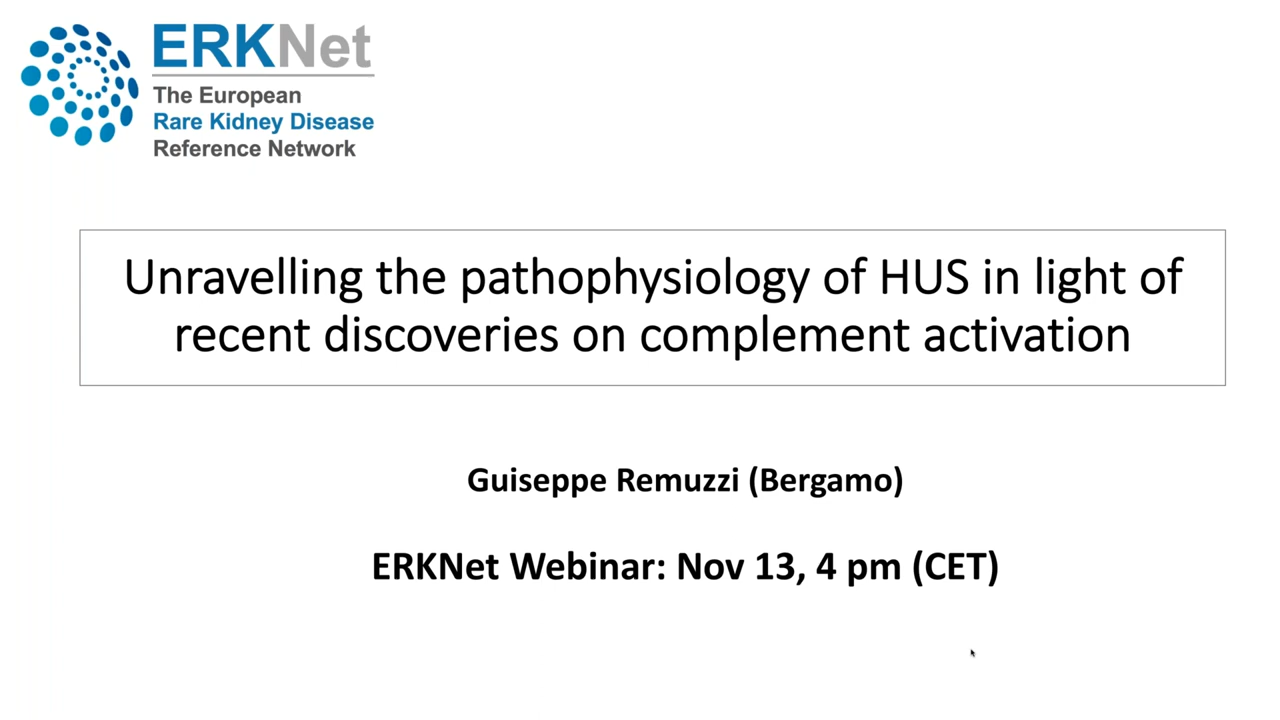 ERKNet
The European
Rare Kidney Disease
Reference Network
Unravelling the pathophysiology of HUS in light of
recent discoveries on complement activation
Guiseppe Remuzzi (Bergamo)
ERKNet Webinar: Nov 13, 4 pm (CET)